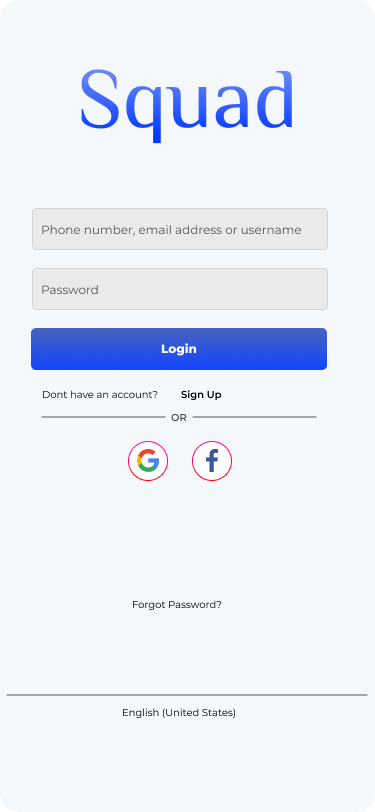 Squad
Phone number, email address or username
Password
Login
Dont have an account? Sign Up
OR
Forgot Password?
English (United States)